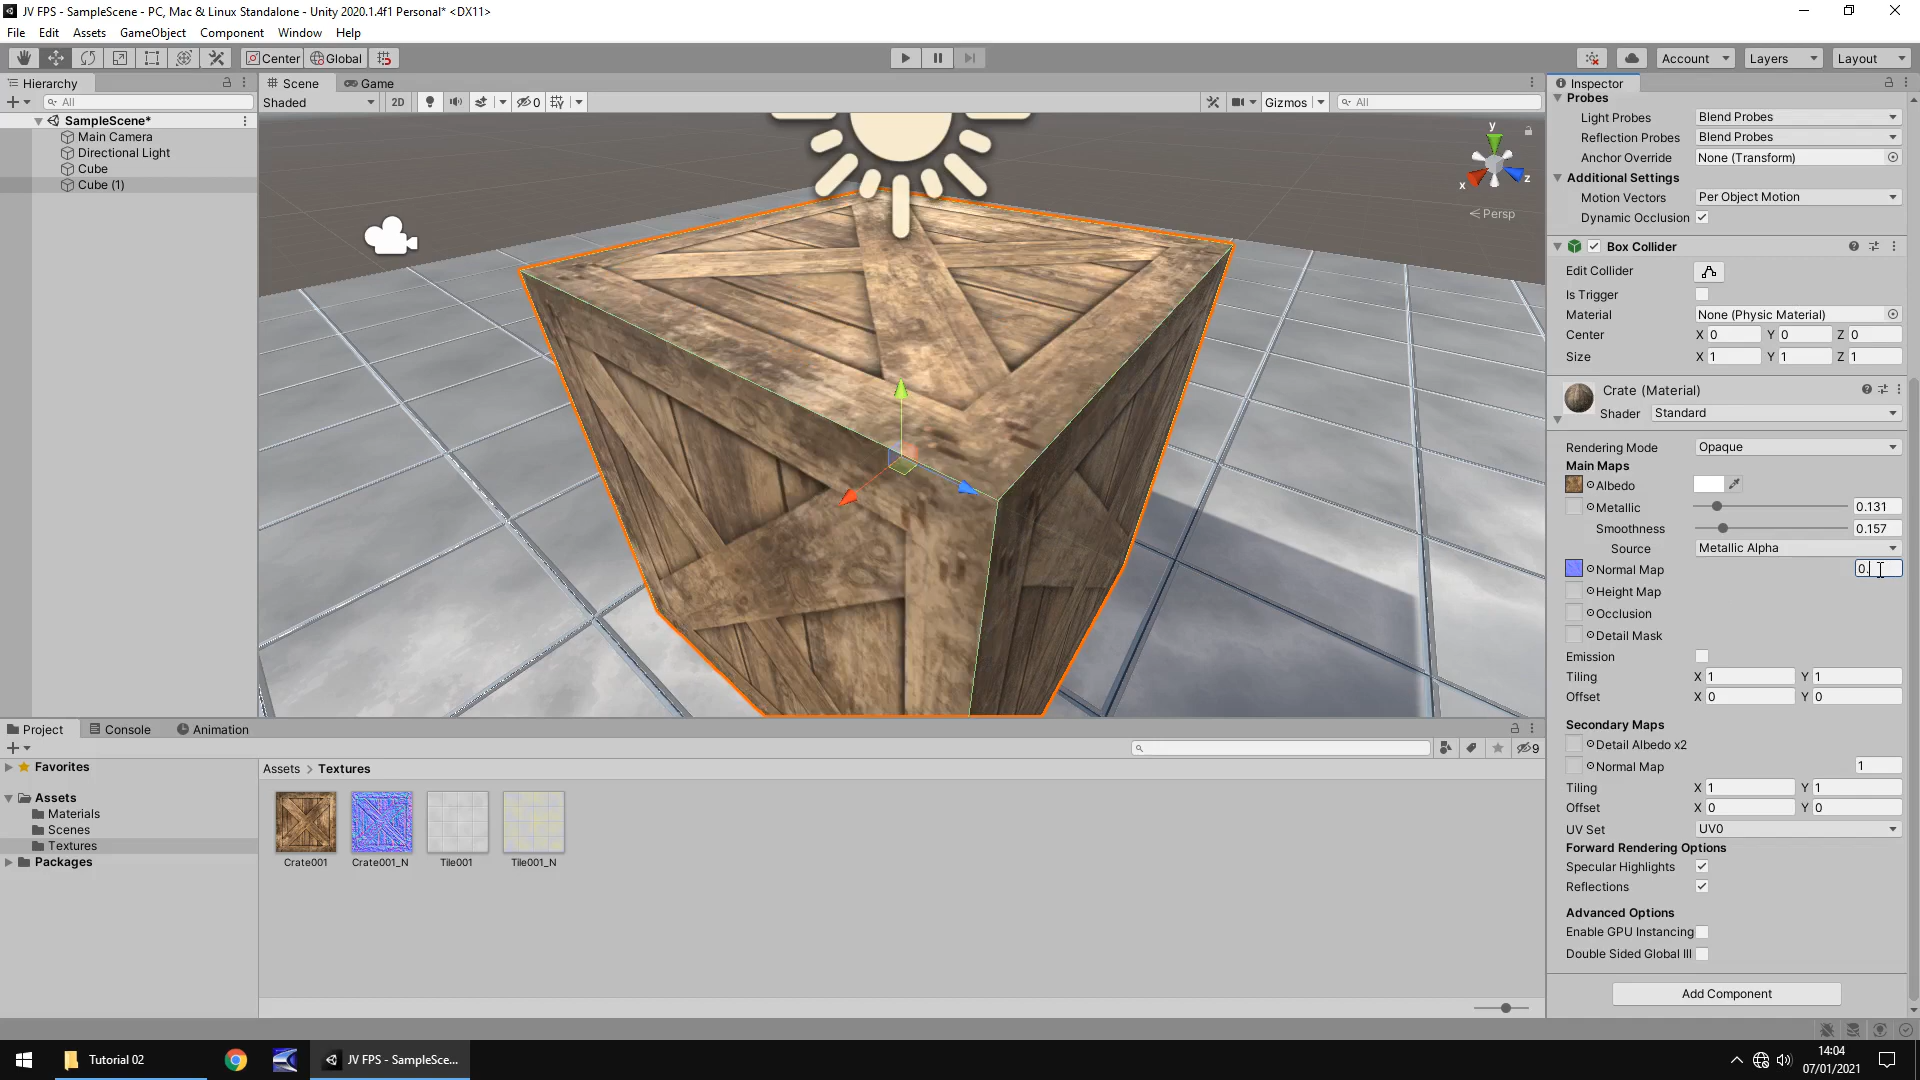 JV FPS - SampleScene - PC, Mac & Linux Standalone - Unity 2020.1.4f1 Personal* <DX11>
File Edit Assets GameObject Component Window Help
Center Global Account Layers Layout
Hierarchy
All
SampleScene*
Main Camera
Directional Light
Cube
Cube (1)
Scene Game
Shaded 2D 0 Gizmos All
y
x z
Persp
Inspector
Probes
Light Probes Blend Probes
Reflection Probes Blend Probes
Anchor Override None (Transform)
Additional Settings
Motion Vectors Per Object Motion
Dynamic Occlusion
Box Collider
Edit Collider
Is Trigger
Material None (Physic Material)
Center X 0 Y 0 Z 0
Size X 1 Y 1 Z 1
Crate (Material)
Shader Standard
Rendering Mode Opaque
Main Maps
Albedo
Metallic 0.131
Smoothness 0.157
Source Metallic Alpha
Normal Map 0.
Height Map
Occlusion
Detail Mask
Emission
Tiling X 1 Y 1
Offset X 0 Y 0
Secondary Maps
Detail Albedo x2
Normal Map 1
Tiling X 1 Y 1
Offset X 0 Y 0
UV Set UV0
Forward Rendering Options
Specular Highlights
Reflections
Advanced Options
Enable GPU Instancing
Double Sided Global Ill
Add Component
Project Console Animation
9
Favorites
Assets
Materials
Scenes
Textures
Packages
Assets > Textures
Crate001 Crate001_N Tile001 Tile001_N
Tutorial 02
JV FPS - SampleSce...
14:04
07/01/2021